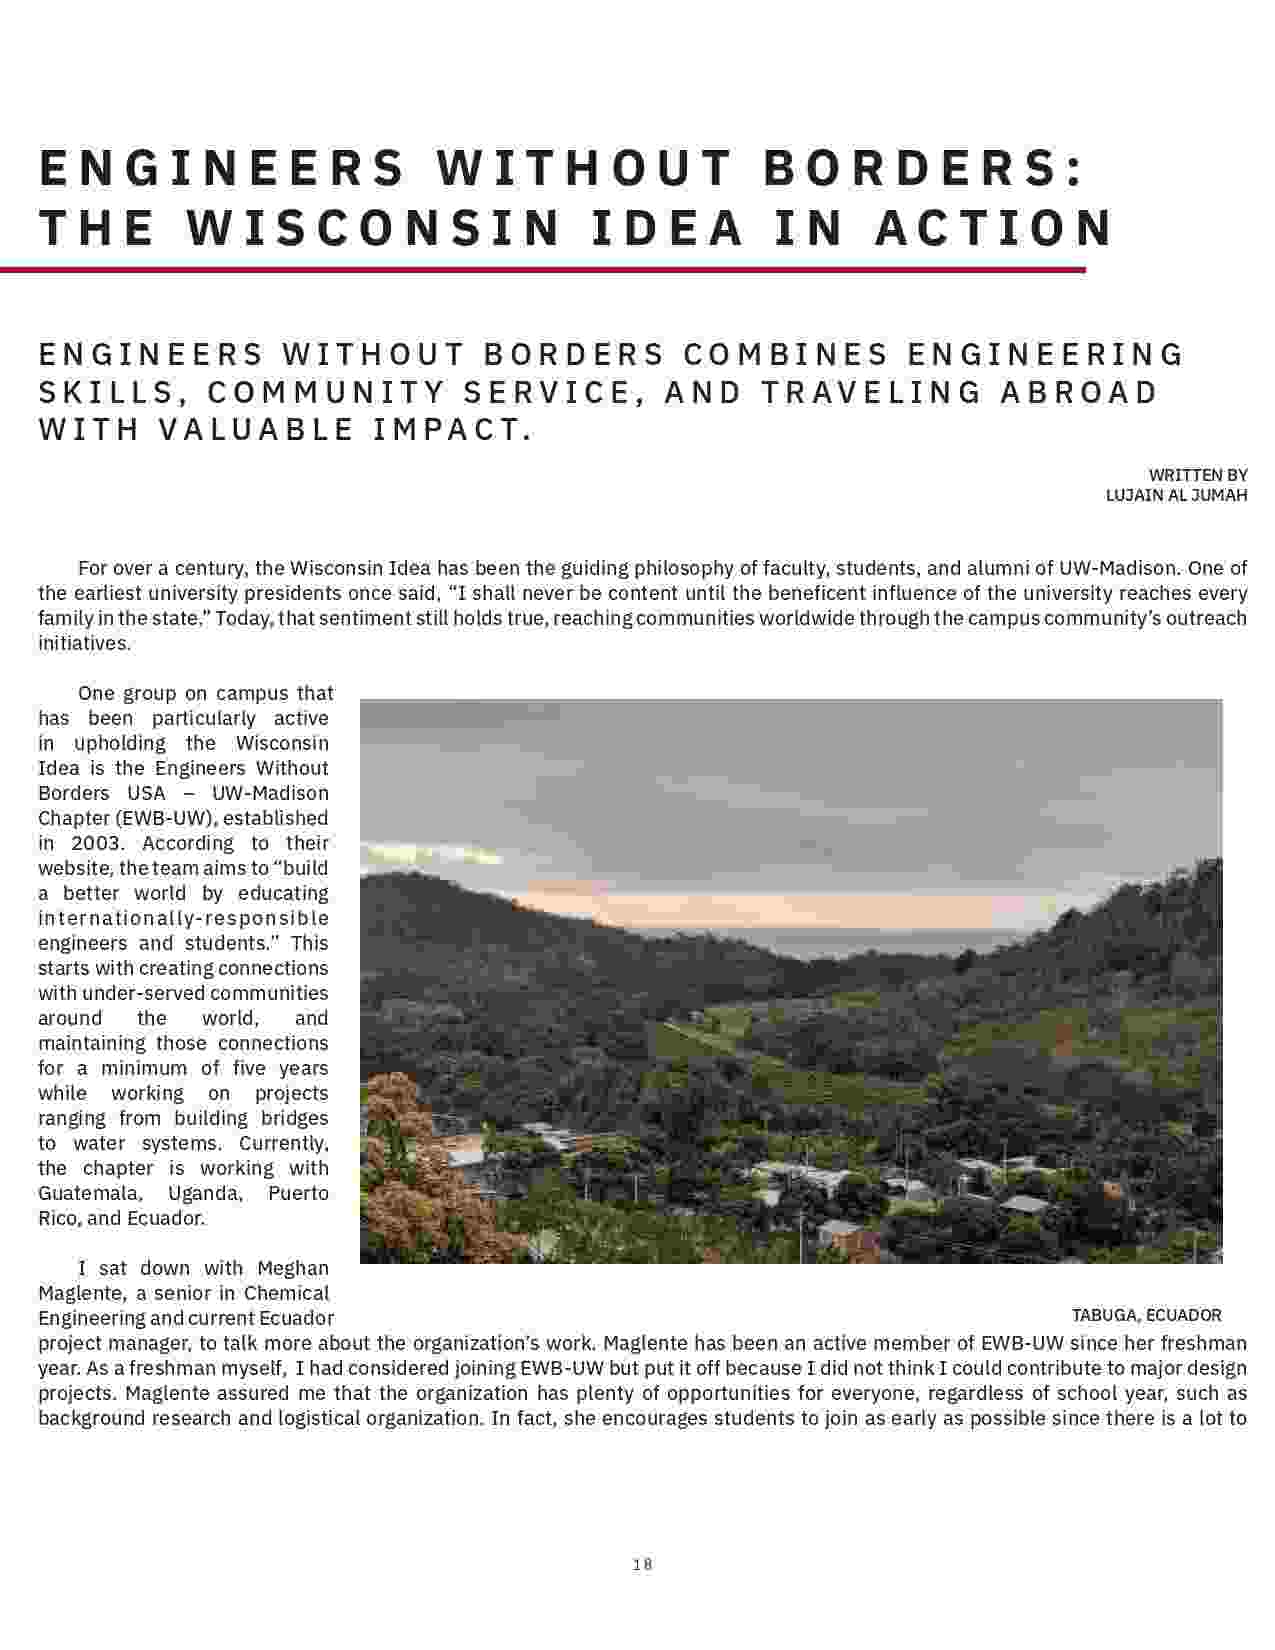 ENGINEERS WITHOUT BORDERS:
THE WISCONSIN IDEA IN ACTION
ENGINEERS WITHOUT BORDERS COMBINES ENGINEERING
SKILLS, COMMUNITY SERVICE, AND TRAVELING ABROAD
WITH VALUABLE IMPACT.
WRITTEN BY
LUJAIN AL JUMAH
For over a century, the Wisconsin Idea has been the guiding philosophy of faculty, students, and alumni of UW-Madison. One of
the earliest university presidents once said, “I shall never be content until the beneficent influence of the university reaches every
family in the state.” Today, that sentiment still holds true, reaching communities worldwide through the campus community’s outreach
initiatives.
One group on campus that
has been particularly active
in upholding the Wisconsin
Idea is the Engineers Without
Borders USA – UW-Madison
Chapter (EWB-UW), established
in 2003. According to their
website, the team aims to “build
a better world by educating
internationally-responsible
engineers and students.” This
starts with creating connections
with under-served communities
around the world, and
maintaining those connections
for a minimum of five years
while working on projects
ranging from building bridges
to water systems. Currently,
the chapter is working with
Guatemala, Uganda, Puerto
Rico, and Ecuador.
I sat down with Meghan
Maglente, a senior in Chemical
Engineering and current Ecuador
TABUGA, ECUADOR
project manager, to talk more about the organization’s work. Maglente has been an active member of EWB-UW since her freshman
year. As a freshman myself, I had considered joining EWB-UW but put it off because I did not think I could contribute to major design
projects. Maglente assured me that the organization has plenty of opportunities for everyone, regardless of school year, such as
background research and logistical organization. In fact, she encourages students to join as early as possible since there is a lot to
18